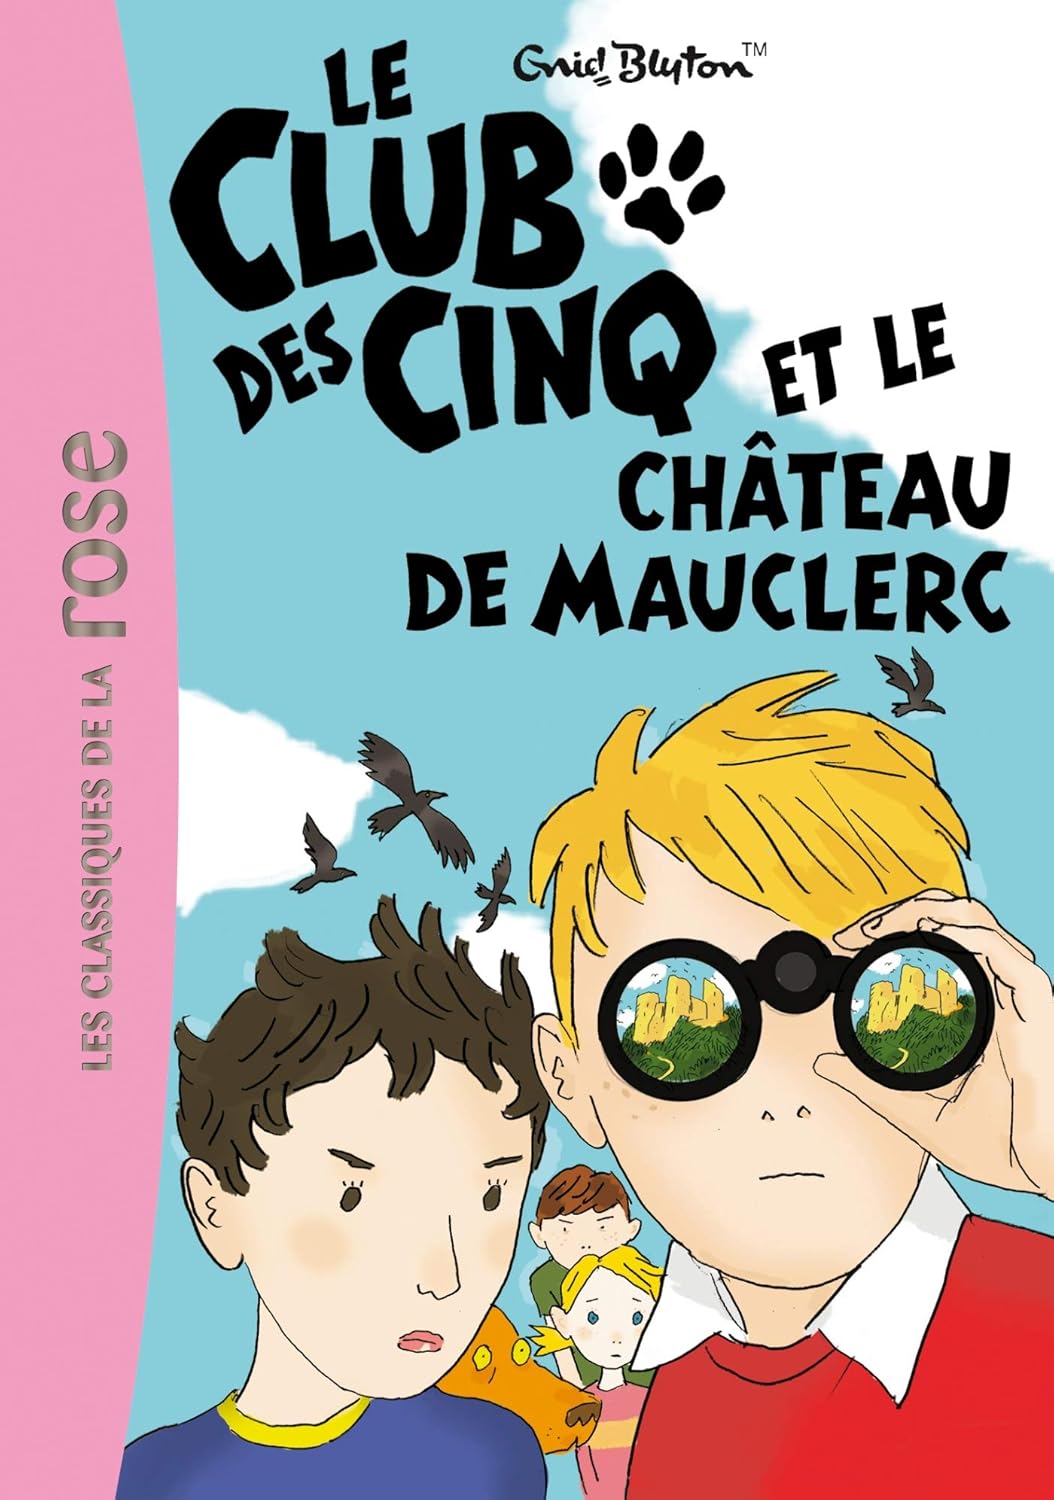 Enid Blyton™
LE
CLUB
DES CINQ
ET LE
CHÂTEAU
DE MAUCLERC
LES CLASSIQUES DE LA rose